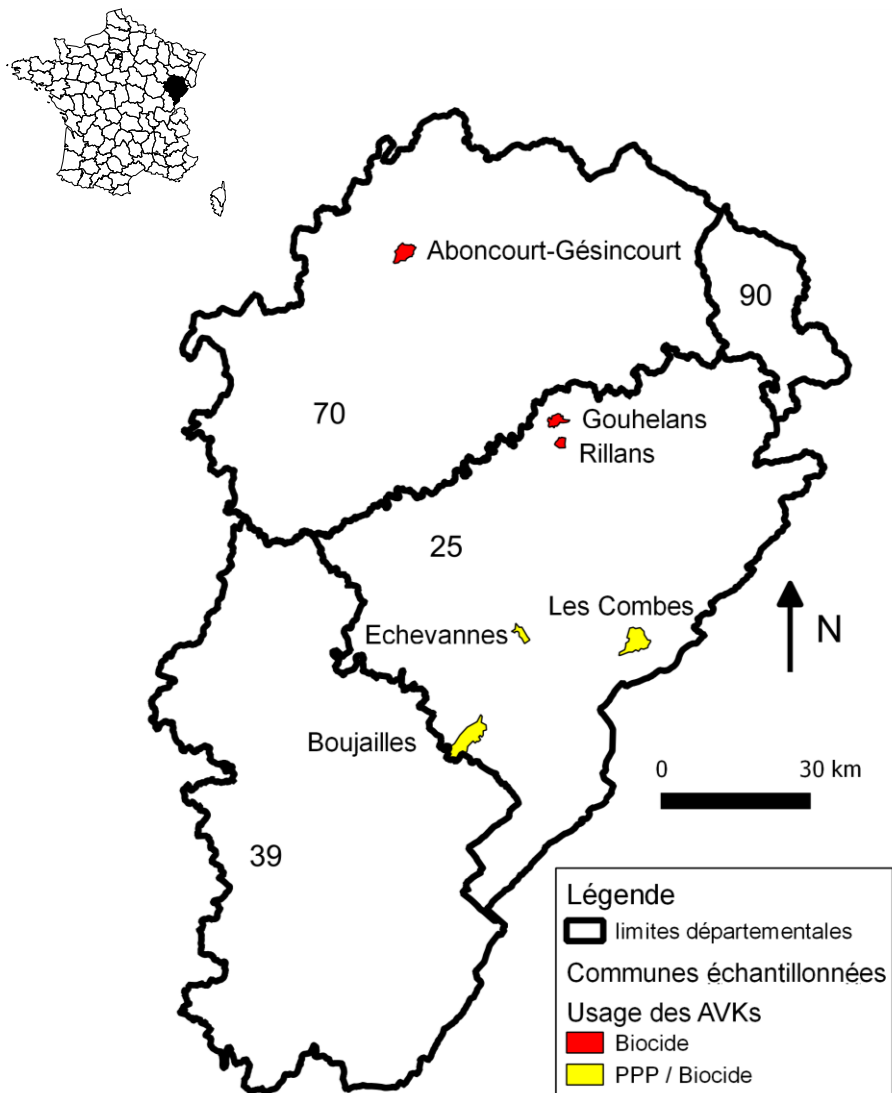 Aboncourt-Gésincourt
90
70
Gouhelans
Rillans
25
Les Combes
Echevannes
N
Boujailles
0 30 km
39
Légende
limites départementales
Communes échantillonnées
Usage des AVKs
Biocide
PPP / Biocide